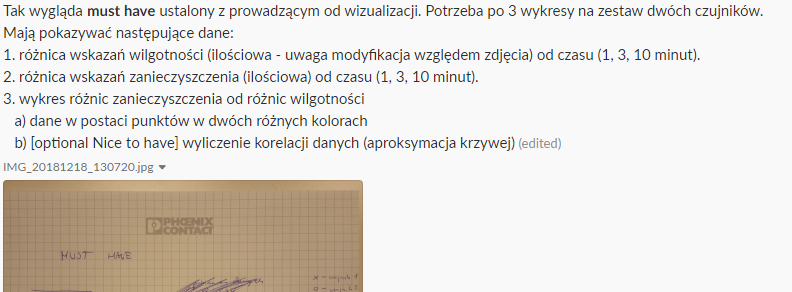 Tak wygląda must have ustalony z prowadzącym od wizualizacji. Potrzeba po 3 wykresy na zestaw dwóch czujników.
Mają pokazywać następujące dane:
1. różnica wskazań wilgotności (ilościowa - uwaga modyfikacja względem zdjęcia) od czasu (1, 3, 10 minut).
2. różnica wskazań zanieczyszczenia (ilościowa) od czasu (1, 3, 10 minut).
3. wykres różnic zanieczyszczenia od różnic wilgotności
a) dane w postaci punktów w dwóch różnych kolorach
b) [optional Nice to have] wyliczenie korelacji danych (aproksymacja krzywej) (edited)
IMG_20181218_130720.jpg
PHŒNIX
CONTACT
MUST HAVE